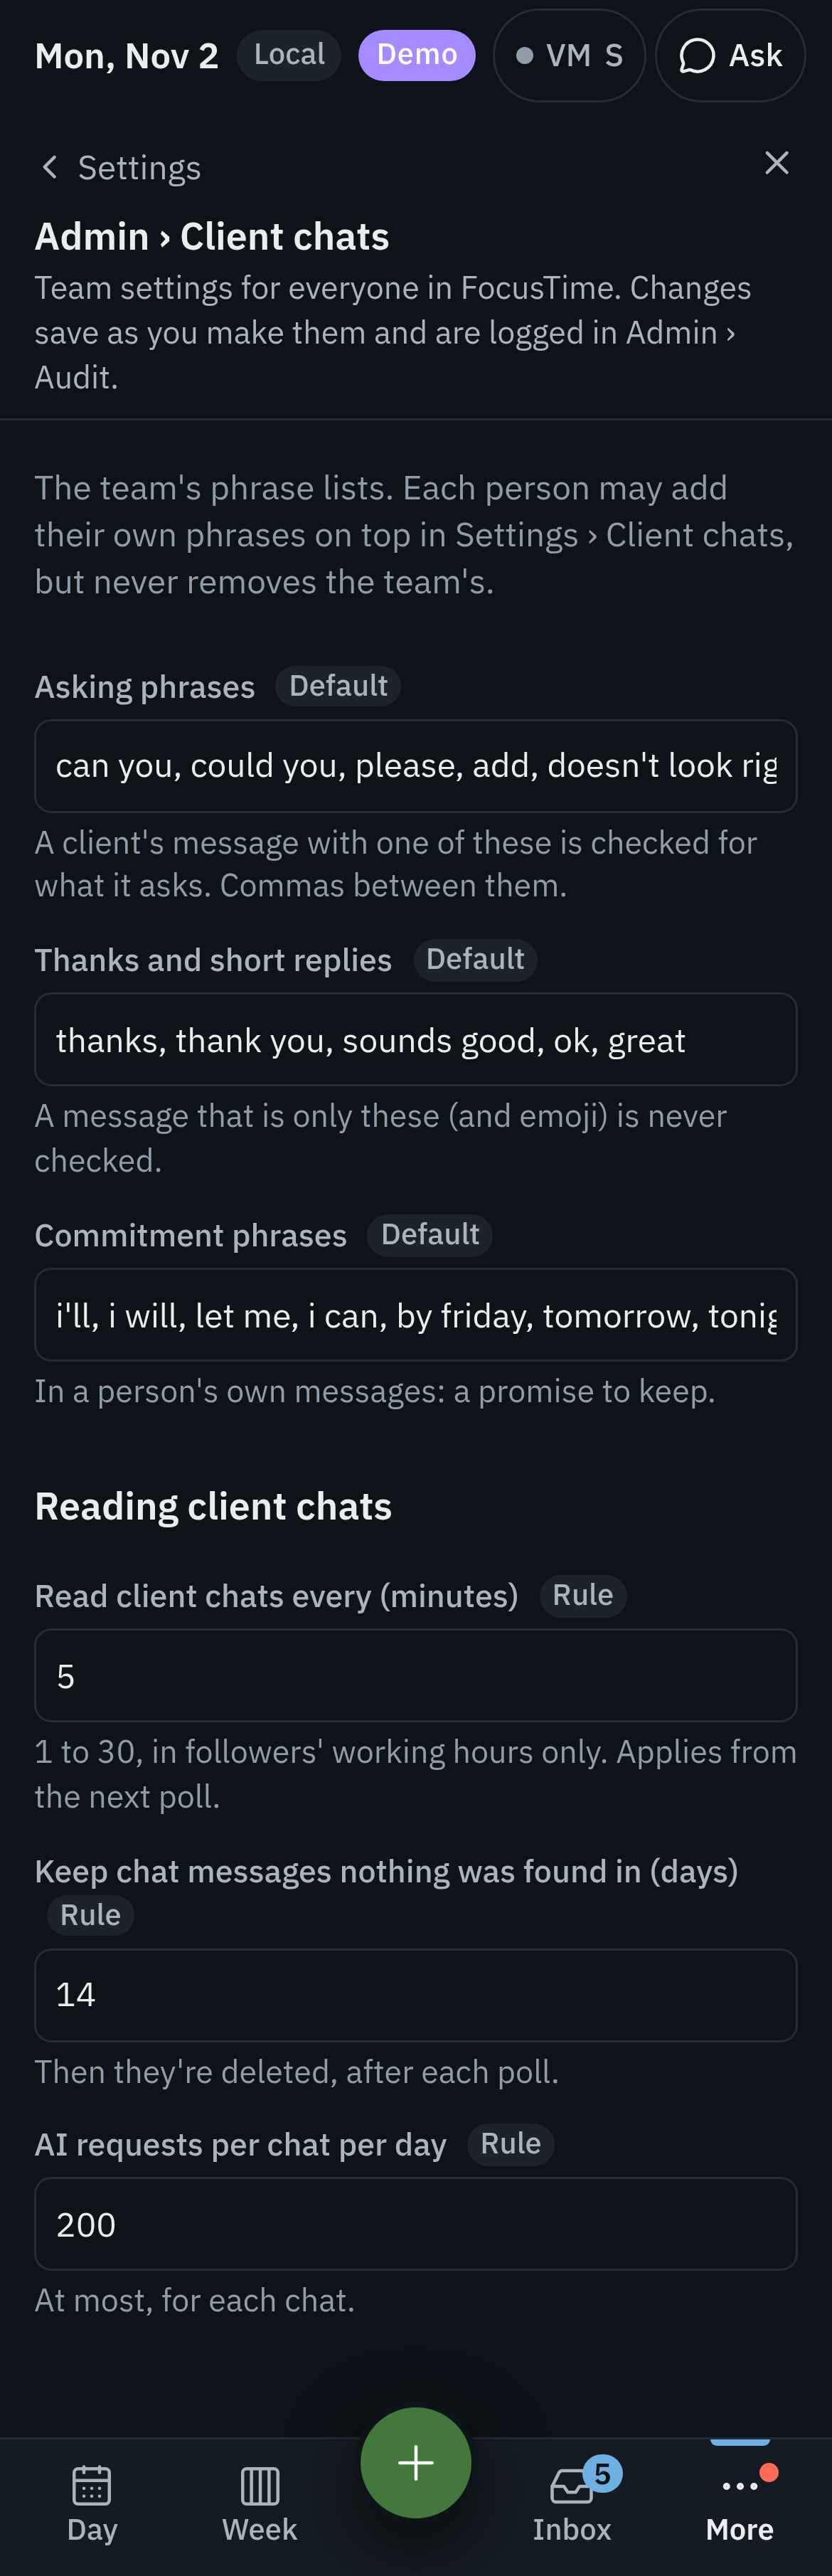 Mon, Nov 2 Local Demo VM S Ask
Settings
Admin › Client chats
Team settings for everyone in FocusTime. Changes
save as you make them and are logged in Admin ›
Audit.
The team's phrase lists. Each person may add
their own phrases on top in Settings › Client chats,
but never removes the team's.
Asking phrases Default
can you, could you, please, add, doesn't look rig
A client's message with one of these is checked for
what it asks. Commas between them.
Thanks and short replies Default
thanks, thank you, sounds good, ok, great
A message that is only these (and emoji) is never
checked.
Commitment phrases Default
i'll, i will, let me, i can, by friday, tomorrow, tonig
In a person's own messages: a promise to keep.
Reading client chats
Read client chats every (minutes) Rule
5
1 to 30, in followers' working hours only. Applies from
the next poll.
Keep chat messages nothing was found in (days)
Rule
14
Then they're deleted, after each poll.
AI requests per chat per day Rule
200
At most, for each chat.
5
Day Week Inbox More